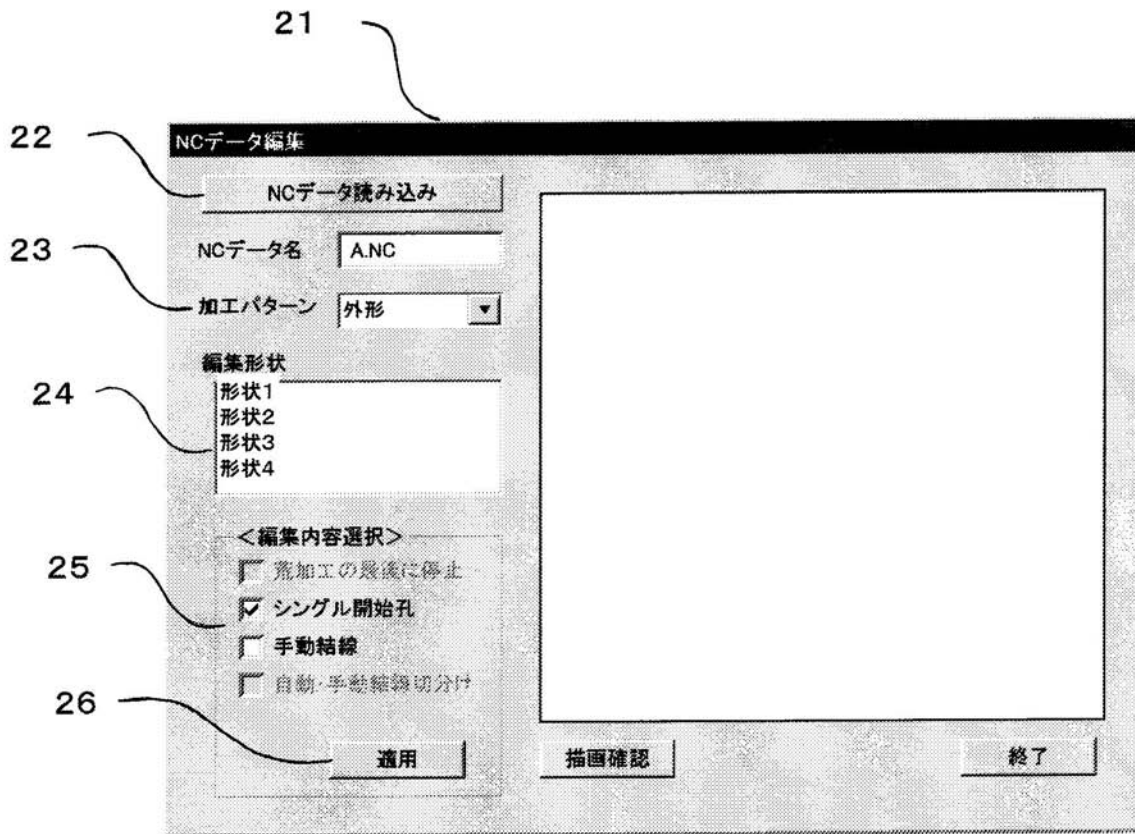 21
22
NCデータ編集
NCデータ読み込み
23
NCデータ名 A.NC
加工パターン 外形
編集形状
24
形状1
形状2
形状3
形状4
<編集内容選択>
25
荒加工の最後に停止
シングル開始孔
手動結線
自動・手動結線切分け
26
適用 描画確認 終了